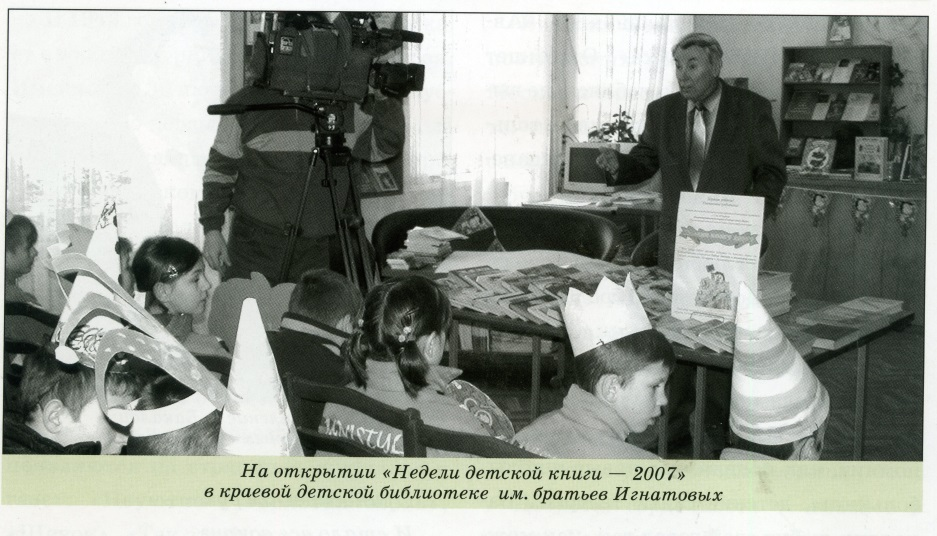 На открытии «Недели детской книги — 2007»
в краевой детской библиотеке им. братьев Игнатовых